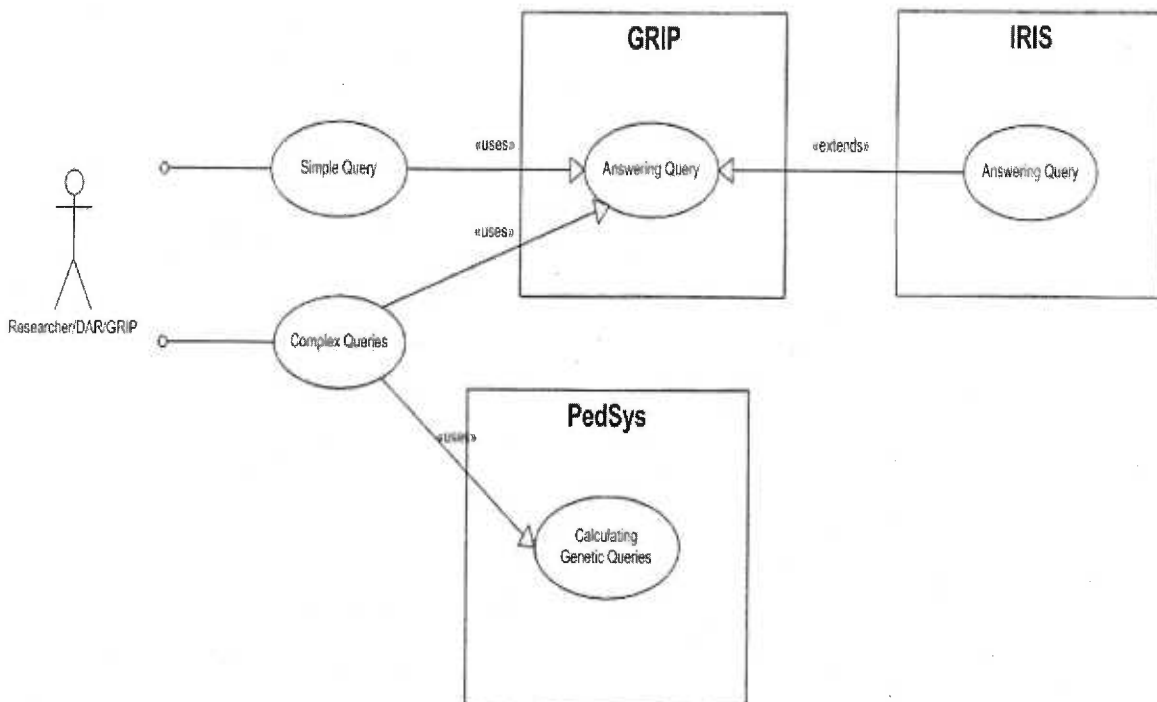 GRIP
IRIS
«uses»
«extends»
Simple Query
Answering Query
Answering Query
«uses»
Researcher/DAR/GRIP
Complex Queries
PedSys
«uses»
Calculating
Genetic Queries